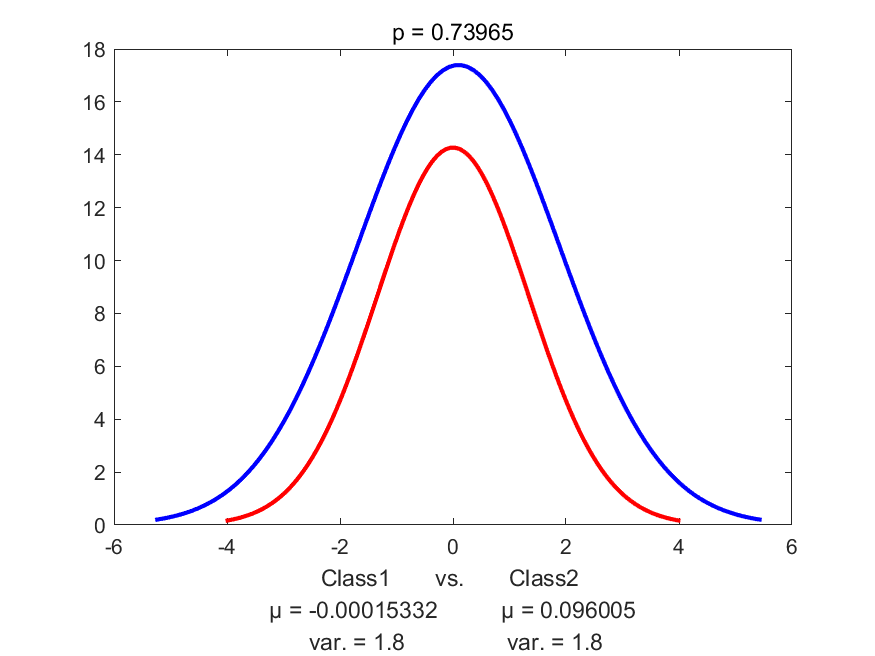 p = 0.73965
18
16
14
12
10
8
6
4
2
0
-6 -4 -2 0 2 4 6
Class1 vs. Class2
μ = -0.00015332 μ = 0.096005
var. = 1.8 var. = 1.8